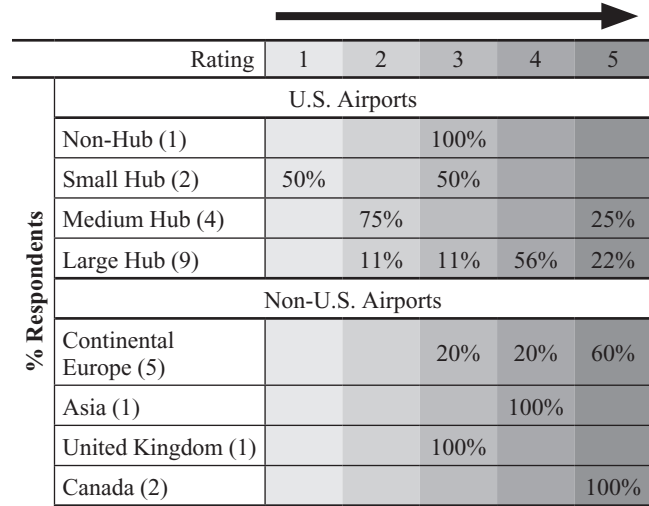 Rating 1 2 3 4 5
U.S. Airports
Non-Hub (1) 100%
Small Hub (2) 50% 50%
Medium Hub (4) 75% 25%
Large Hub (9) 11% 11% 56% 22%
Non-U.S. Airports
Continental
Europe (5) 20% 20% 60%
Asia (1) 100%
United Kingdom (1) 100%
Canada (2) 100%
% Respondents